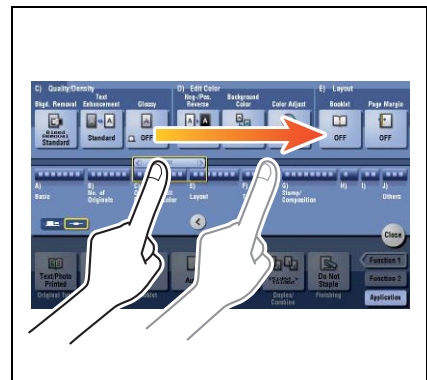 C) Quality/Density D) Edit Color E) Layout
Bkgd. Removal Text Enhancement Glossy Neg-/Pos. Reverse Background Color Color Adjust Booklet Page Margin
Bleed Removal Standard Standard OFF OFF OFF
A) Basic B) No. of Originals E) Layout G) Stamp/Composition H) I) J) Others
Close
Text/Photo Printed Do Not Staple Function 1
Function 2
Duplex/Combine Finishing Application